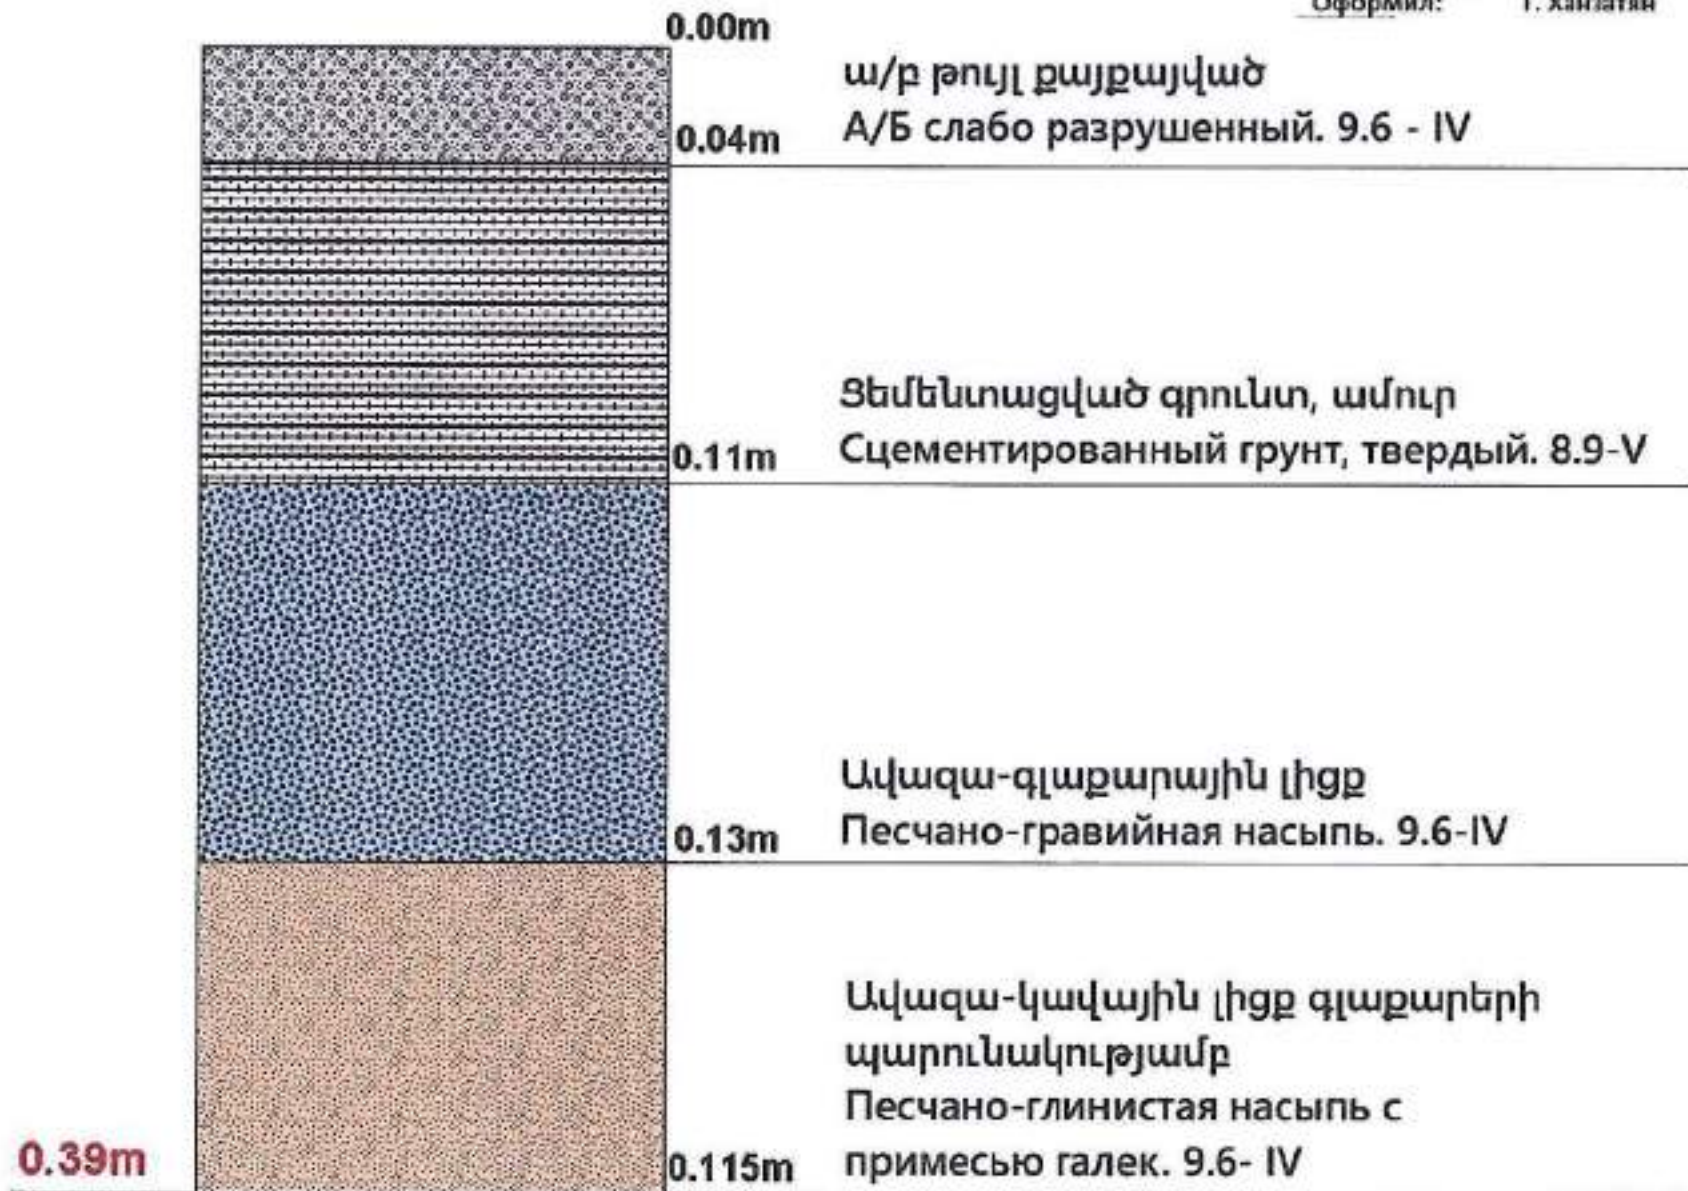 Оформил: Г. Ханзатян
0.00m
ա/բ թույլ քայքայված
0.04m
А/Б слабо разрушенный. 9.6 - IV
Ցեմենտացված գրունտ, ամուր
0.11m
Сцементированный грунт, твердый. 8.9-V
Ավազա-գլաքարային լիցք
0.13m
Песчано-гравийная насыпь. 9.6-IV
Ավազա-կավային լիցք գլաքարերի
պարունակությամբ
Песчано-глинистая насыпь с
0.39m
0.115m
примесью галек. 9.6- IV